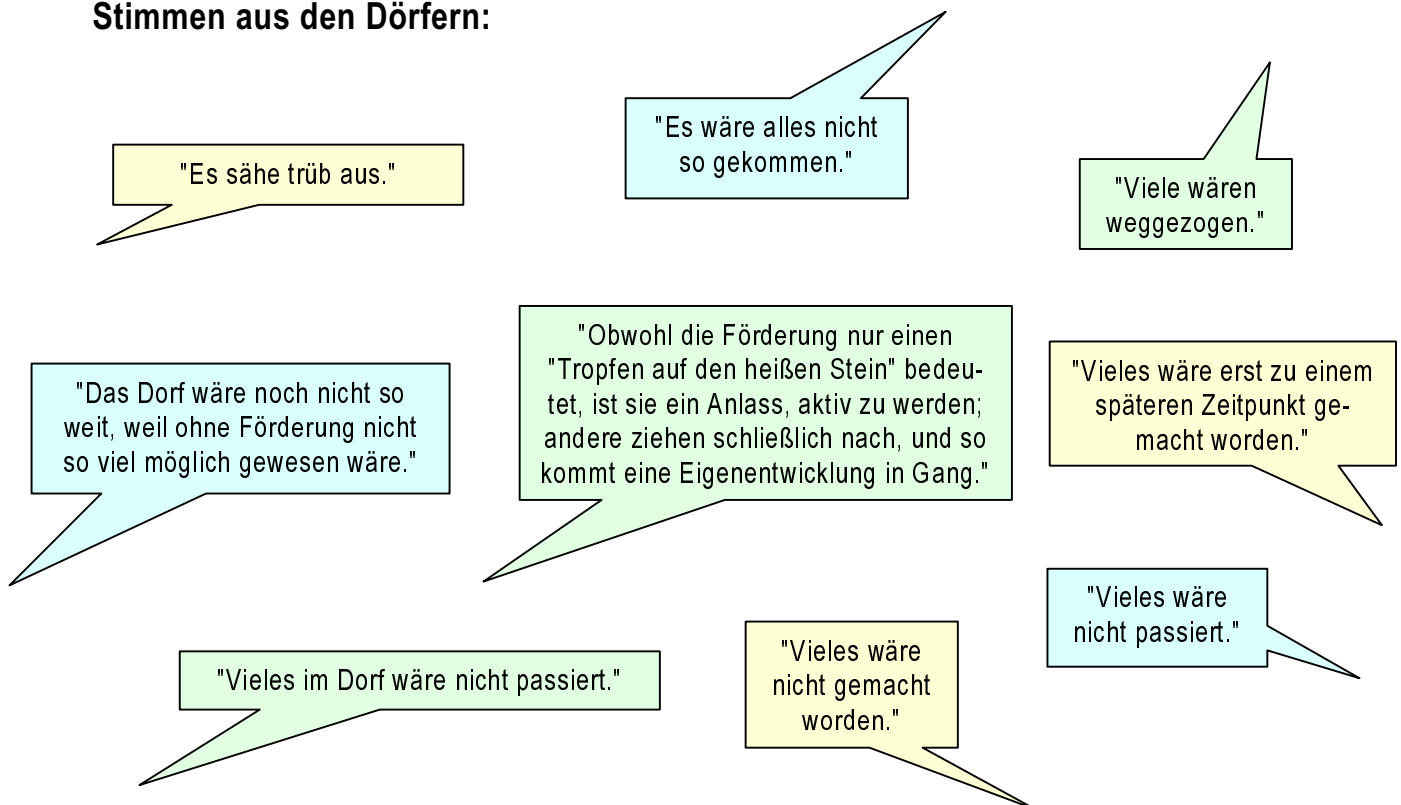 Stimmen aus den Dörfern:
"Es sähe trüb aus."
"Es wäre alles nicht
so gekommen."
"Viele wären
weggezogen."
"Das Dorf wäre noch nicht so
weit, weil ohne Förderung nicht
so viel möglich gewesen wäre."
"Obwohl die Förderung nur einen
"Tropfen auf den heißen Stein" bedeu-
tet, ist sie ein Anlass, aktiv zu werden;
andere ziehen schließlich nach, und so
kommt eine Eigenentwicklung in Gang."
"Vieles wäre erst zu einem
späteren Zeitpunkt ge-
macht worden."
"Vieles wäre
nicht passiert."
"Vieles im Dorf wäre nicht passiert."
"Vieles wäre
nicht gemacht
worden."